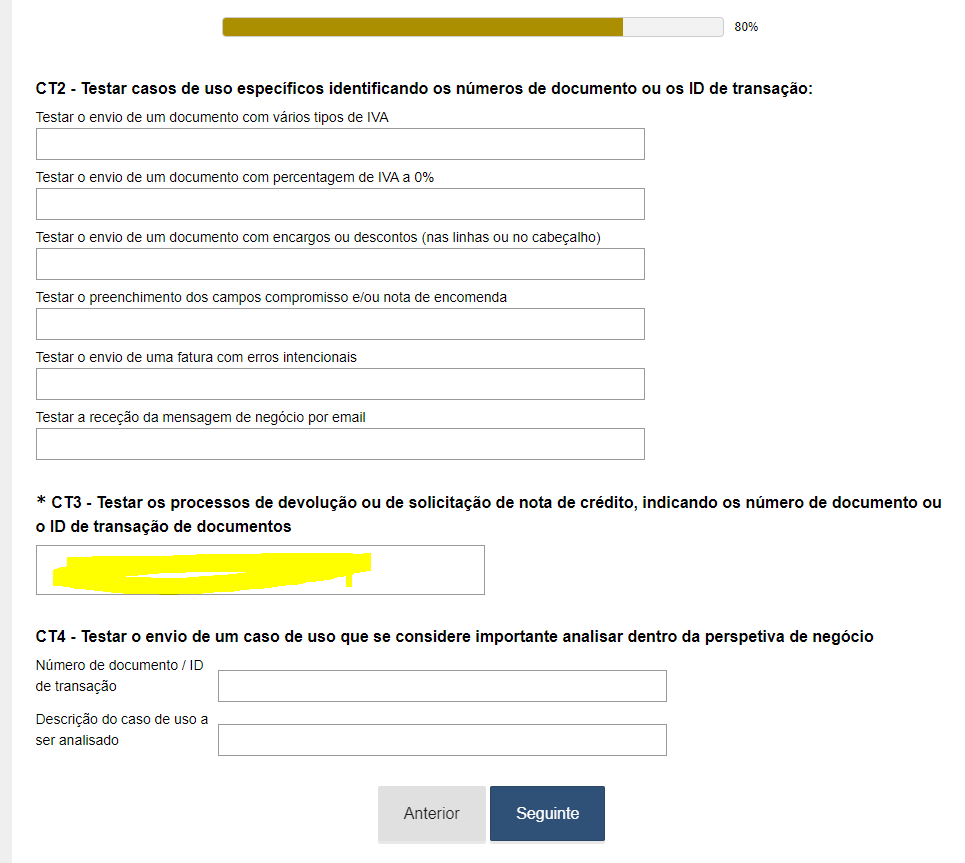 80%
CT2 - Testar casos de uso específicos identificando os números de documento ou os ID de transação:
Testar o envio de um documento com vários tipos de IVA
Testar o envio de um documento com percentagem de IVA a 0%
Testar o envio de um documento com encargos ou descontos (nas linhas ou no cabeçalho)
Testar o preenchimento dos campos compromisso e/ou nota de encomenda
Testar o envio de uma fatura com erros intencionais
Testar a receção da mensagem de negócio por email
* CT3 - Testar os processos de devolução ou de solicitação de nota de crédito, indicando os número de documento ou
o ID de transação de documentos
CT4 - Testar o envio de um caso de uso que se considere importante analisar dentro da perspetiva de negócio
Número de documento / ID
de transação
Descrição do caso de uso a
ser analisado
Anterior
Seguinte